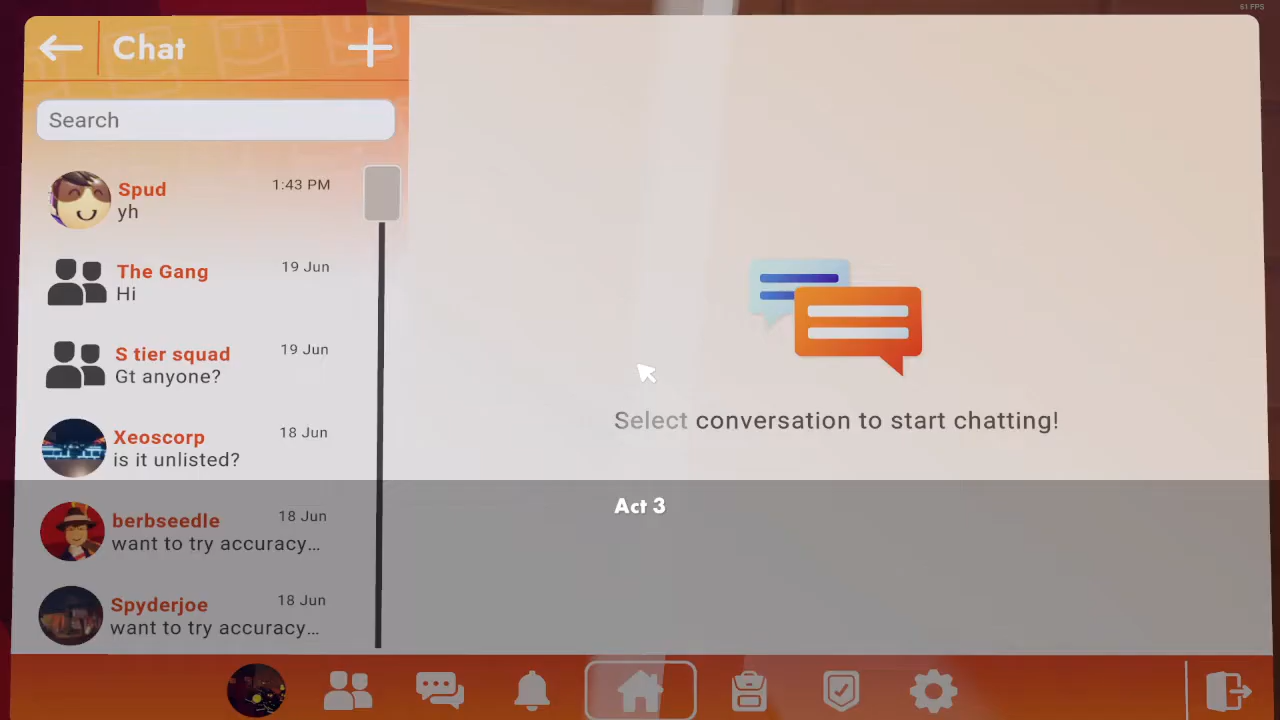 61 FPS
Chat
Search
Spud 1:43 PM
yh
The Gang 19 Jun
Hi
S tier squad 19 Jun
Gt anyone?
Xeoscorp 18 Jun
is it unlisted?
berbseedle 18 Jun
want to try accuracy...
Spyderjoe 18 Jun
want to try accuracy...
Select conversation to start chatting!
Act 3